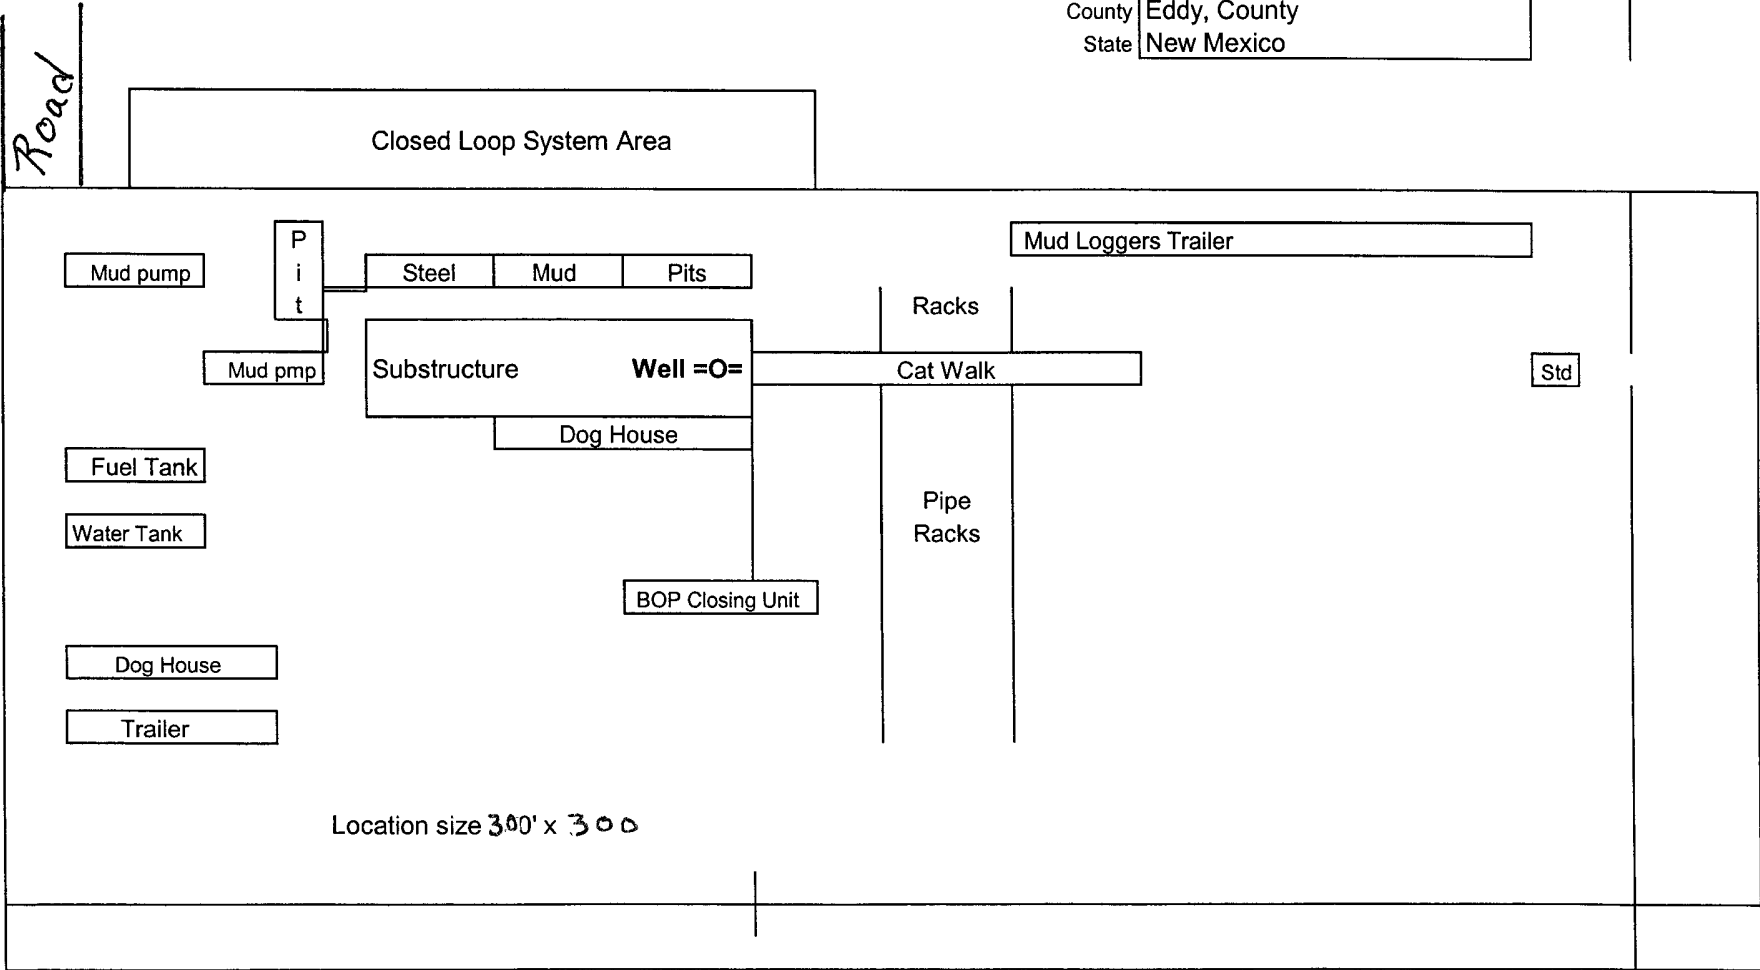 County Eddy, County
State New Mexico
Road
Closed Loop System Area
P
i
t
Mud Loggers Trailer
Mud pump
Steel Mud Pits
Racks
Mud pmp
Substructure Well =O=
Cat Walk
Std
Dog House
Fuel Tank
Pipe
Racks
Water Tank
BOP Closing Unit
Dog House
Trailer
Location size 300' x 300